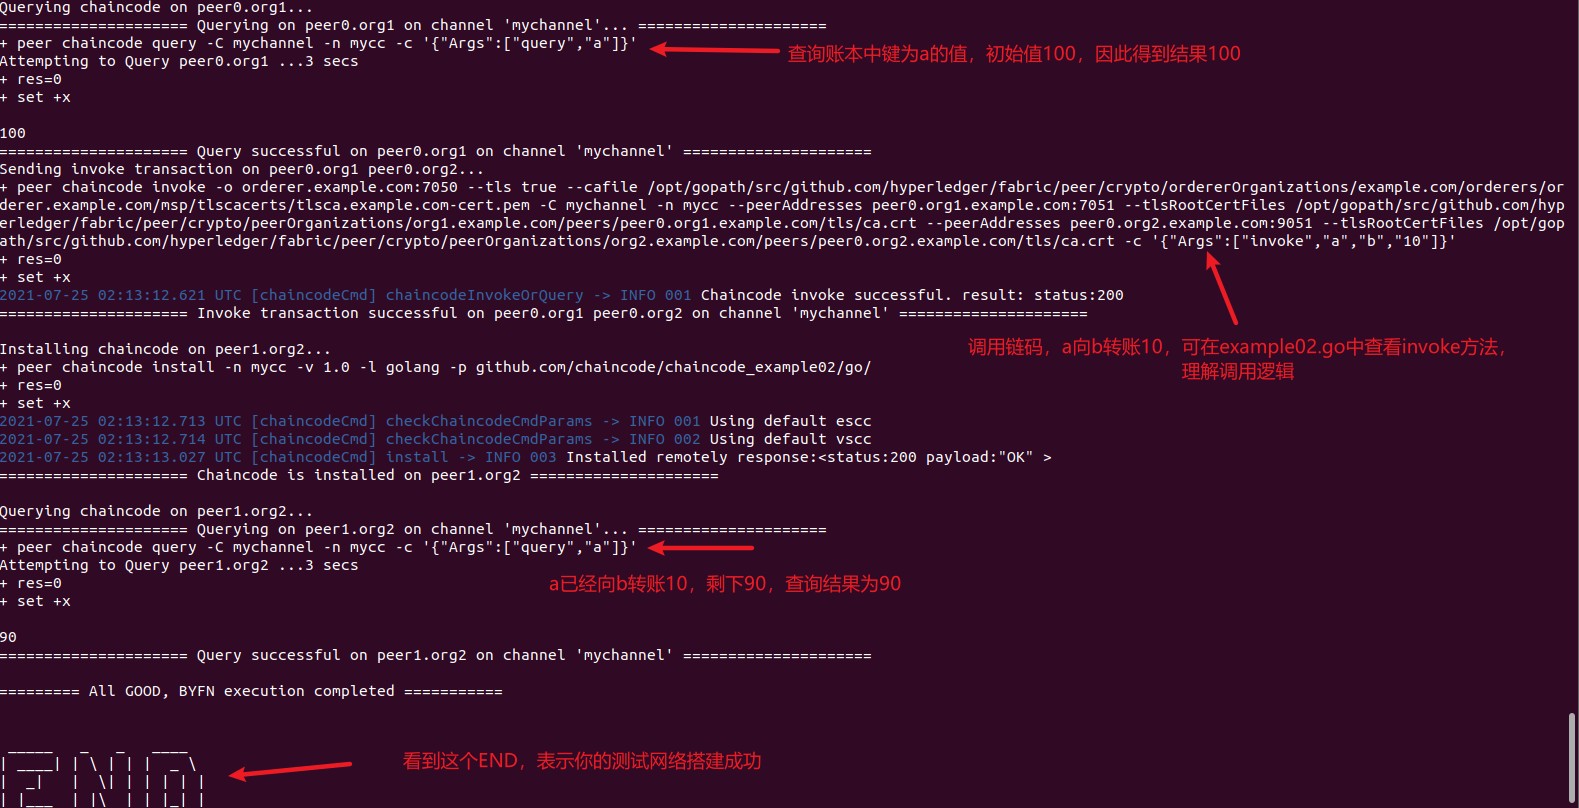 Querying chaincode on peer0.org1...
===================== Querying on peer0.org1 on channel 'mychannel'... =====================
+ peer chaincode query -C mychannel -n mycc -c '{"Args":["query","a"]}'
查询账本中键为a的值，初始值100，因此得到结果100
Attempting to Query peer0.org1 ...3 secs
+ res=0
+ set +x
100
===================== Query successful on peer0.org1 on channel 'mychannel' =====================
Sending invoke transaction on peer0.org1 peer0.org2...
+ peer chaincode invoke -o orderer.example.com:7050 --tls true --cafile /opt/gopath/src/github.com/hyperledger/fabric/peer/crypto/ordererOrganizations/example.com/orderers/or
derer.example.com/msp/tlscacerts/tlsca.example.com-cert.pem -C mychannel -n mycc --peerAddresses peer0.org1.example.com:7051 --tlsRootCertFiles /opt/gopath/src/github.com/hyp
erledger/fabric/peer/crypto/peerOrganizations/org1.example.com/peers/peer0.org1.example.com/tls/ca.crt --peerAddresses peer0.org2.example.com:9051 --tlsRootCertFiles /opt/gop
ath/src/github.com/hyperledger/fabric/peer/crypto/peerOrganizations/org2.example.com/peers/peer0.org2.example.com/tls/ca.crt -c '{"Args":["invoke","a","b","10"]}'
+ res=0
+ set +x
2021-07-25 02:13:12.621 UTC [chaincodeCmd] chaincodeInvokeOrQuery -> INFO 001 Chaincode invoke successful. result: status:200
===================== Invoke transaction successful on peer0.org1 peer0.org2 on channel 'mychannel' =====================
调用链码，a向b转账10，可在example02.go中查看invoke方法，
理解调用逻辑
Installing chaincode on peer1.org2...
+ peer chaincode install -n mycc -v 1.0 -l golang -p github.com/chaincode/chaincode_example02/go/
+ res=0
+ set +x
2021-07-25 02:13:12.713 UTC [chaincodeCmd] checkChaincodeCmdParams -> INFO 001 Using default escc
2021-07-25 02:13:12.714 UTC [chaincodeCmd] checkChaincodeCmdParams -> INFO 002 Using default vscc
2021-07-25 02:13:13.027 UTC [chaincodeCmd] install -> INFO 003 Installed remotely response:<status:200 payload:"OK" >
===================== Chaincode is installed on peer1.org2 =====================
Querying chaincode on peer1.org2...
===================== Querying on peer1.org2 on channel 'mychannel'... =====================
+ peer chaincode query -C mychannel -n mycc -c '{"Args":["query","a"]}'
Attempting to Query peer1.org2 ...3 secs
a已经向b转账10，剩下90，查询结果为90
+ res=0
+ set +x
90
===================== Query successful on peer1.org2 on channel 'mychannel' =====================
========= All GOOD, BYFN execution completed ===========
END
看到这个END，表示你的测试网络搭建成功